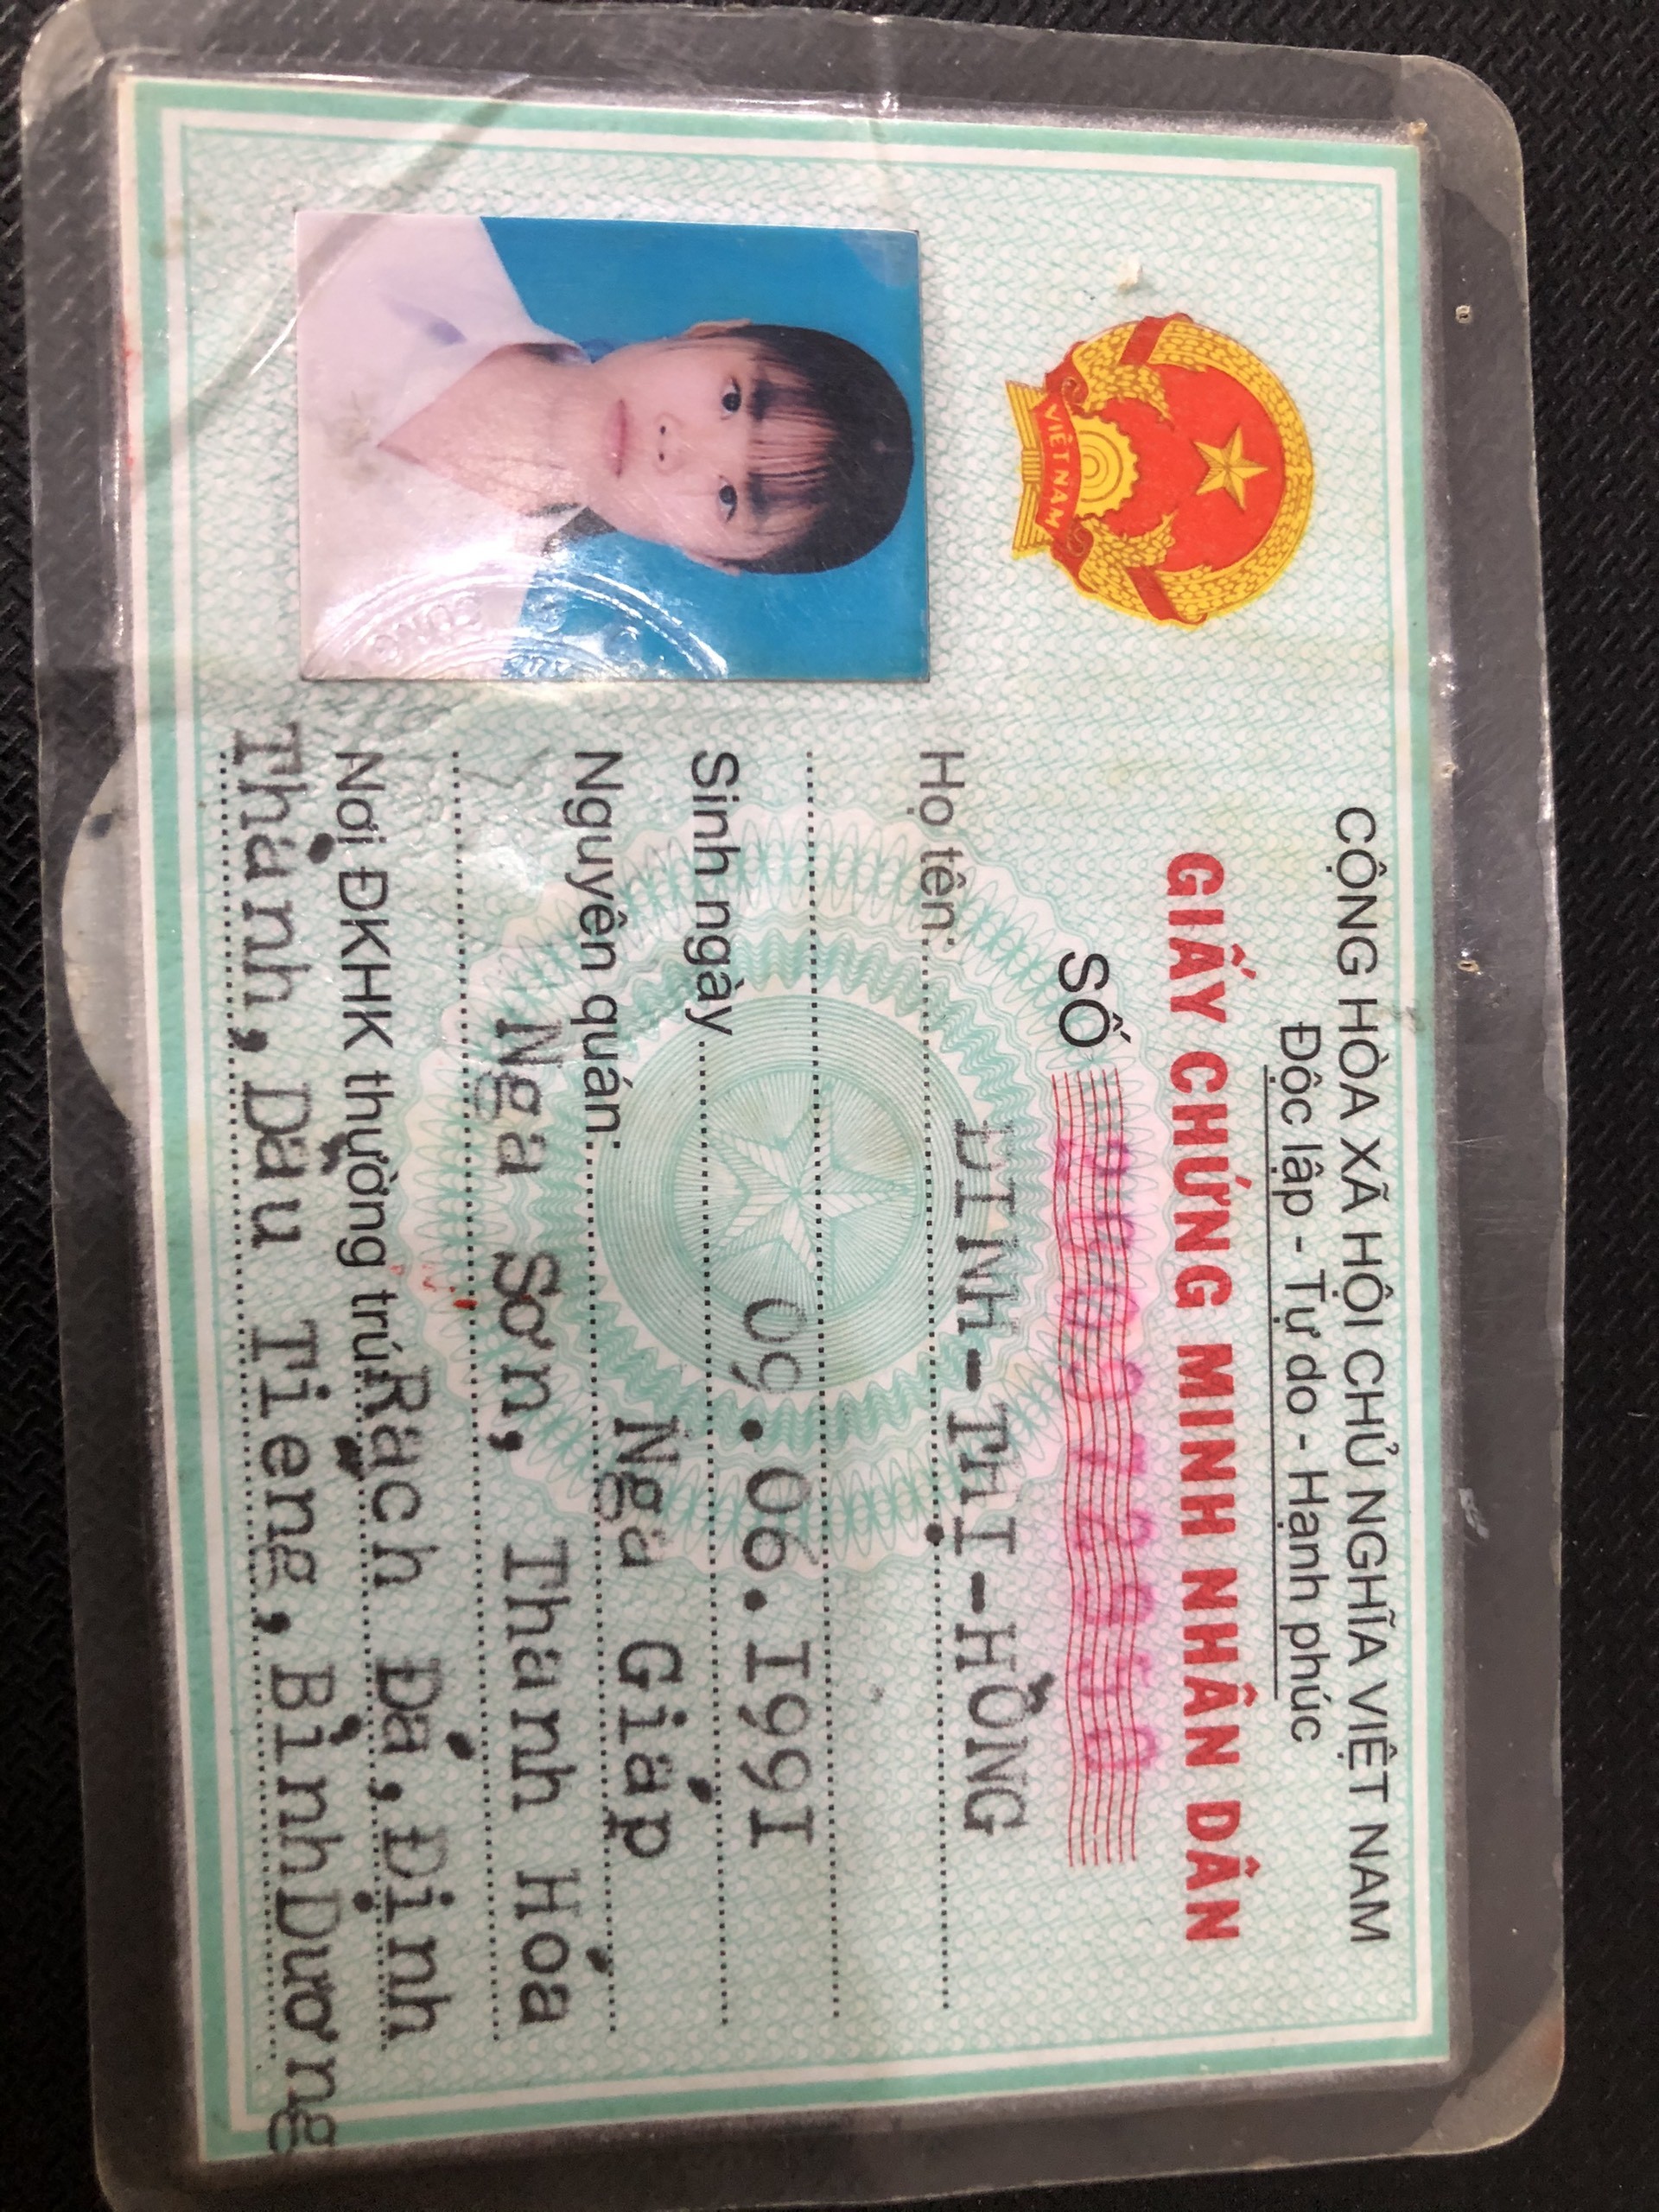 CỘNG HÒA XÃ HỘI CHỦ NGHĨA VIỆT NAM
Độc lập - Tự do - Hạnh phúc
GIẤY CHỨNG MINH NHÂN DÂN
SỐ
Họ tên: ĐINH-THỊ-HỒNG
Sinh ngày 09.06.I99I
Nguyên quán: Nga Giáp
Nga Sơn, Thanh Hóa
Nơi ĐKHK thường trú: Rạch Đá, Định
Thành, Dầu Tiếng, Bình Dương
VIỆT NAM